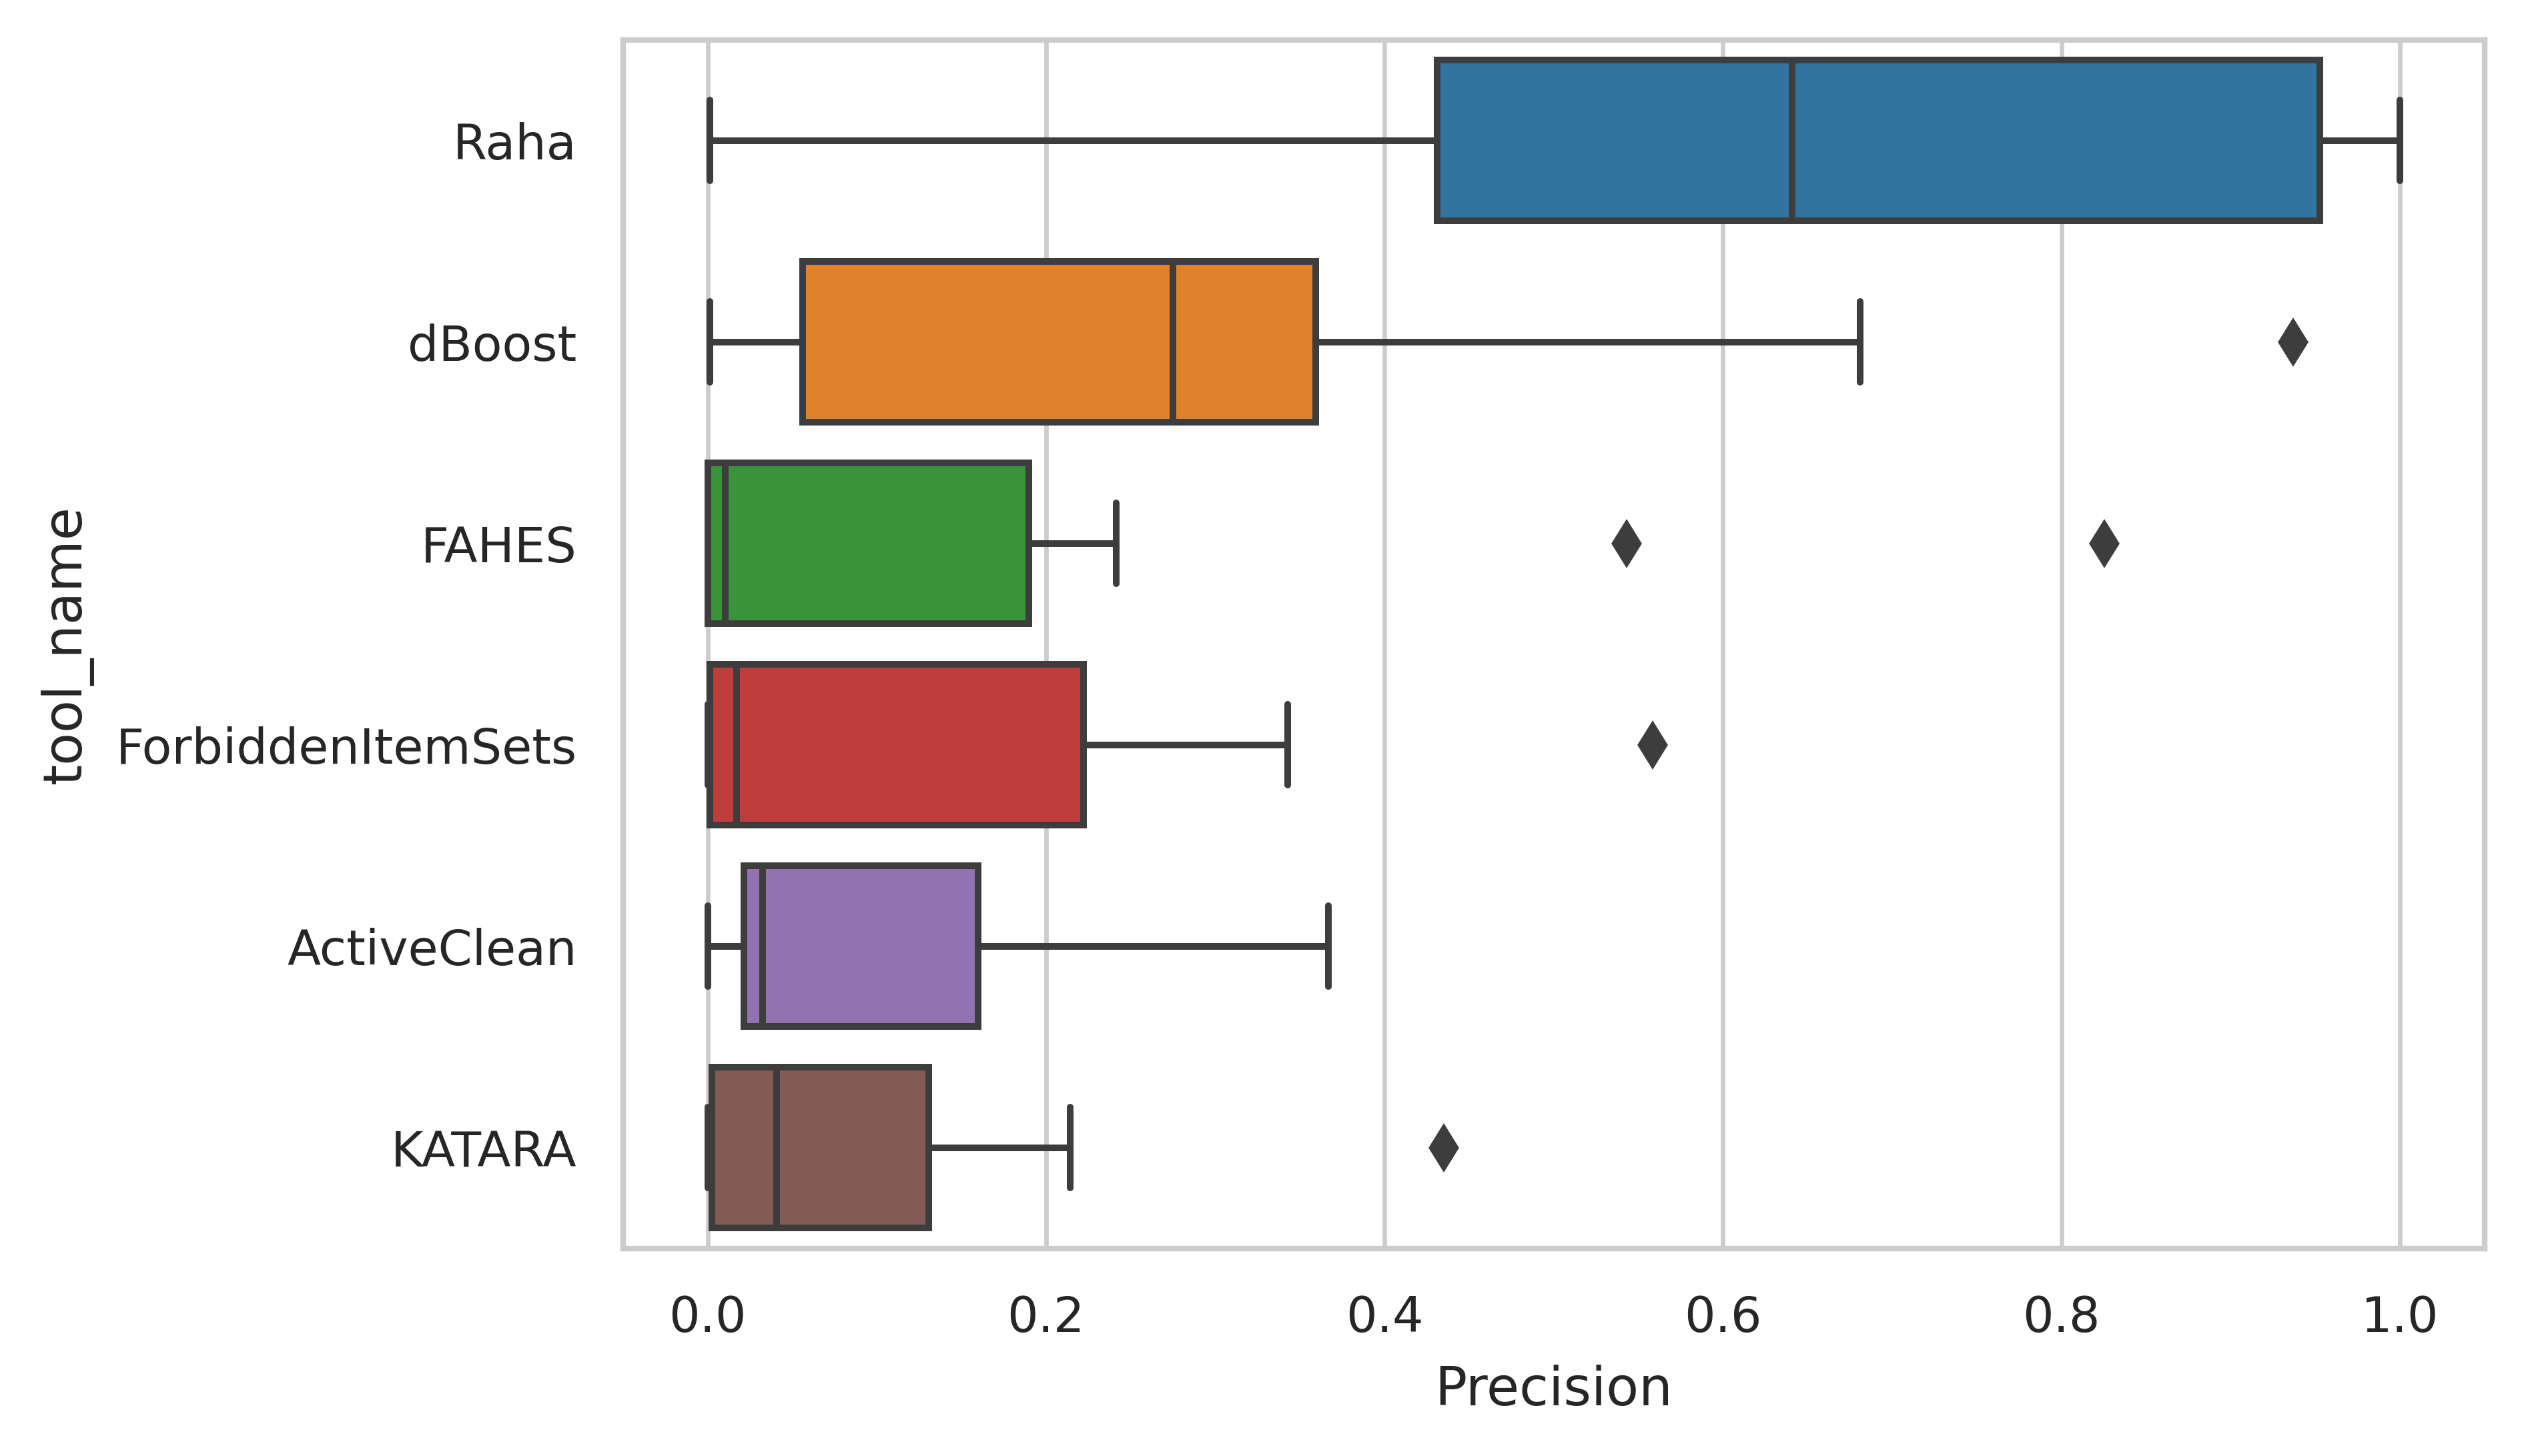 Raha
dBoost
FAHES
ForbiddenItemSets
ActiveClean
KATARA
tool_name
0.0 0.2 0.4 0.6 0.8 1.0
Precision